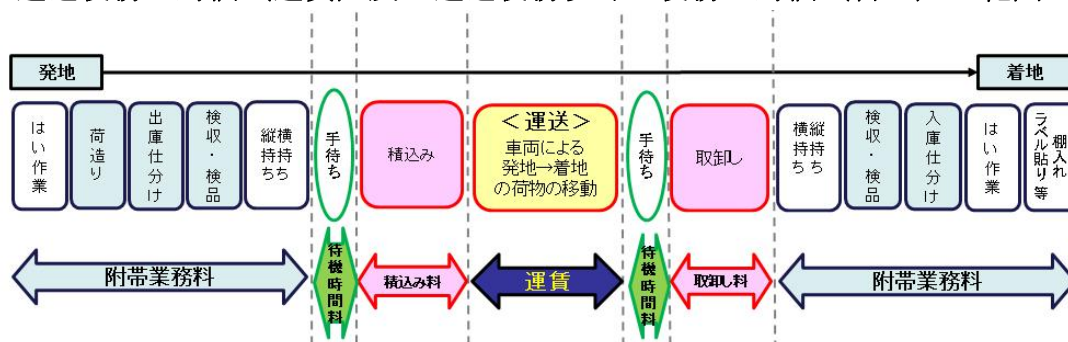 発地
着地
はい作業
荷造り
出庫仕分け
検収・検品
横持ち
縦持ち
手待ち
積込み
＜運送＞
車両による
発地→着地
の荷物の移動
手待ち
取卸し
縦持ち
横持ち
検収・検品
入庫仕分け
はい作業
棚入れ
ラベル貼り 等
附帯業務料
待機時間料
積込み料
運賃
待機時間料
取卸し料
附帯業務料